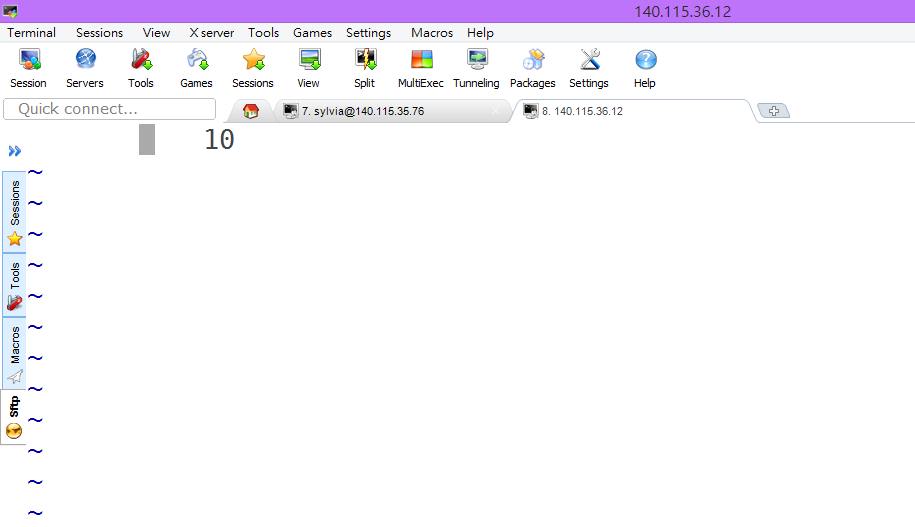 140.115.36.12
Terminal Sessions View X server Tools Games Settings Macros Help
Session Servers Tools Games Sessions View Split MultiExec Tunneling Packages Settings Help
Quick connect...
7. sylvia@140.115.35.76
8. 140.115.36.12
10
~
~
~
~
~
~
~
~
~
~
~
~
Sessions
Tools
Macros
Sftp